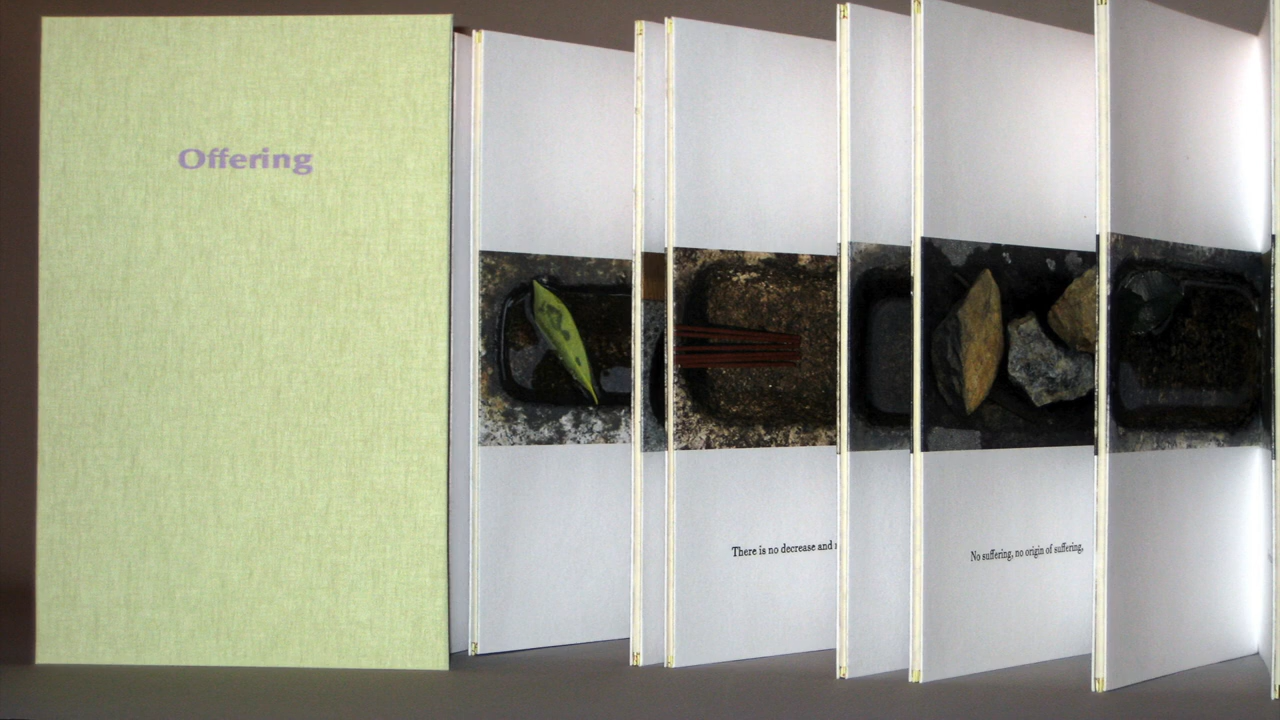 Offering
There is no decrease and
No suffering, no origin of suffering,